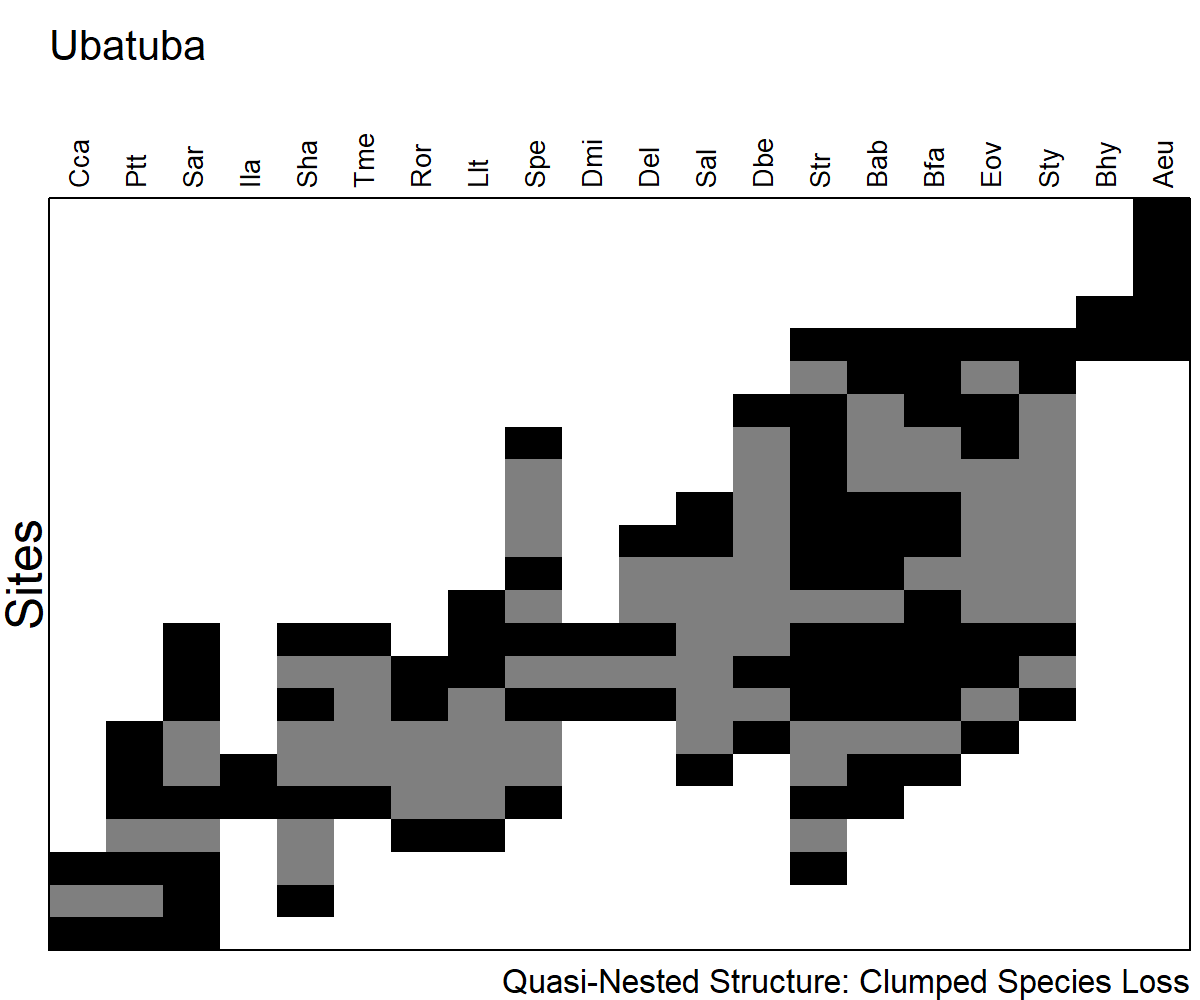 Ubatuba
Cca Ptt Sar Ila Sha Tme Ror Llt Spe Dmi Del Sal Dbe Str Bab Bfa Eov Sty Bhy Aeu
Sites
Quasi-Nested Structure: Clumped Species Loss